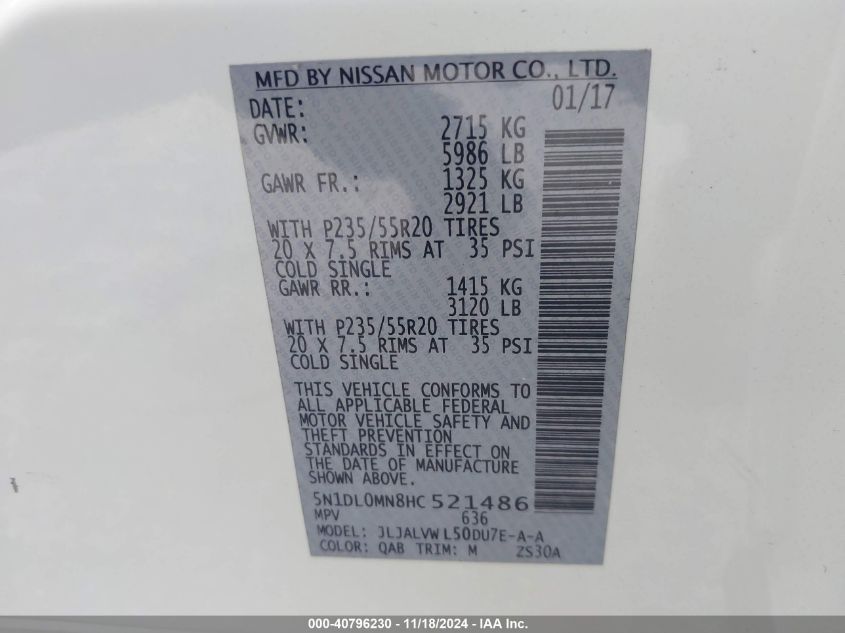 MFD BY NISSAN MOTOR CO., LTD.
DATE: 01/17
GVWR: 2715 KG
5986 LB
GAWR FR.: 1325 KG
2921 LB
WITH P235/55R20 TIRES
20 X 7.5 RIMS AT 35 PSI
COLD SINGLE
GAWR RR.: 1415 KG
3120 LB
WITH P235/55R20 TIRES
20 X 7.5 RIMS AT 35 PSI
COLD SINGLE
THIS VEHICLE CONFORMS TO
ALL APPLICABLE FEDERAL
MOTOR VEHICLE SAFETY AND
THEFT PREVENTION
STANDARDS IN EFFECT ON
THE DATE OF MANUFACTURE
SHOWN ABOVE.
5N1DL0MN8HC 521486
MPV 636
MODEL: JLJALVW L50DU7E-A-A
COLOR: QAB TRIM: M ZS30A
000-40796230 - 11/18/2024 - IAA Inc.